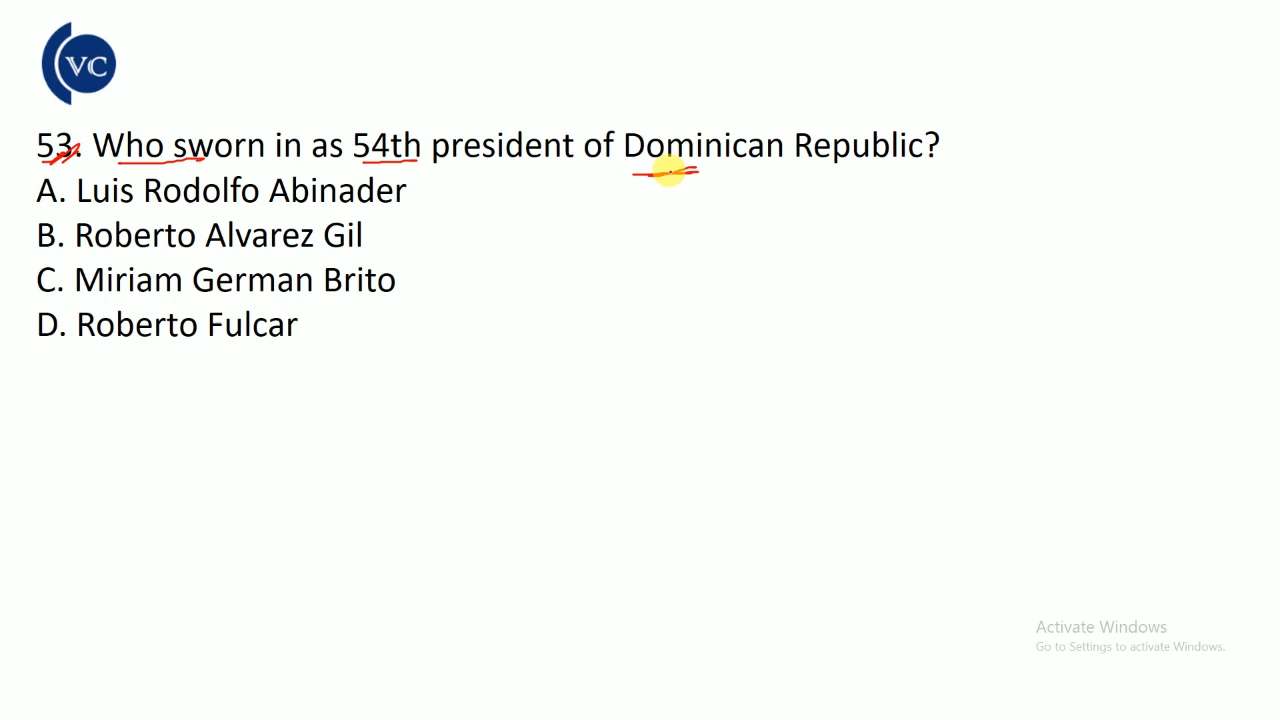 VC
53. Who sworn in as 54th president of Dominican Republic?
A. Luis Rodolfo Abinader
B. Roberto Alvarez Gil
C. Miriam German Brito
D. Roberto Fulcar
Activate Windows
Go to Settings to activate Windows.